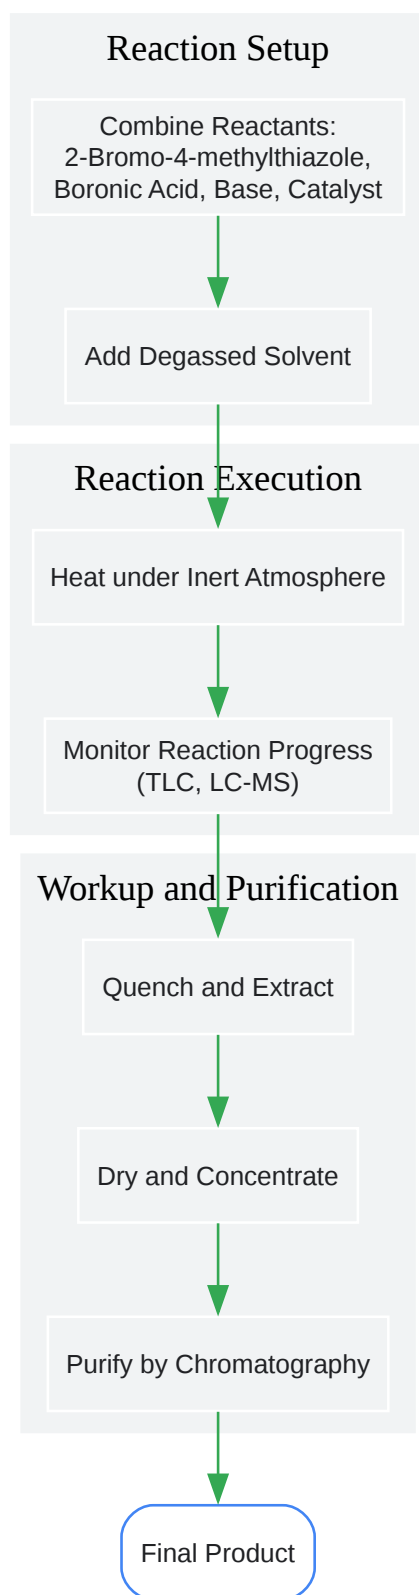 Reaction Setup
Combine Reactants:
2-Bromo-4-methylthiazole,
Boronic Acid, Base, Catalyst
Add Degassed Solvent
Reaction Execution
Heat under Inert Atmosphere
Monitor Reaction Progress
(TLC, LC-MS)
Workup and Purification
Quench and Extract
Dry and Concentrate
Purify by Chromatography
Final Product